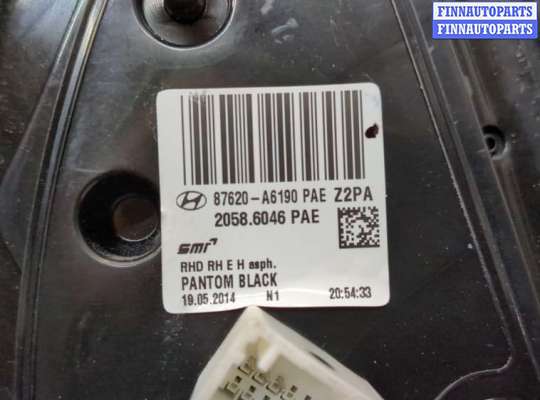 FINNAUTOPARTS
FINNAUTOPARTS
87620-A6190 PAE Z2PA
2058.6046 PAE
SMR
RHD RH E H asph.
PANTOM BLACK
19.05.2014 N1 20:54:33